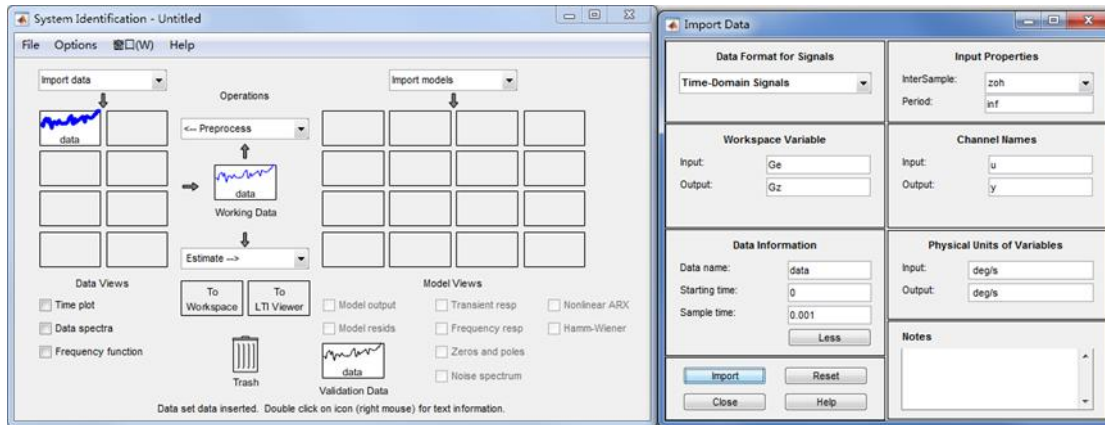 System Identification - Untitled
File Options 窗口(W) Help
Import data
Import models
Operations
<-- Preprocess
data
data
Working Data
Estimate -->
Data Views
Time plot
Data spectra
Frequency function
To Workspace
To LTI Viewer
Trash
Model Views
Model output
Model resids
Transient resp
Frequency resp
Zeros and poles
Noise spectrum
Nonlinear ARX
Hamm-Wiener
data
Validation Data
Data set data inserted. Double click on icon (right mouse) for text information.
Import Data
Data Format for Signals
Time-Domain Signals
Workspace Variable
Input: Ge
Output: Gz
Data Information
Data name: data
Starting time: 0
Sample time: 0.001
Less
Import
Reset
Close
Help
Input Properties
InterSample: zoh
Period: inf
Channel Names
Input: u
Output: y
Physical Units of Variables
Input: deg/s
Output: deg/s
Notes